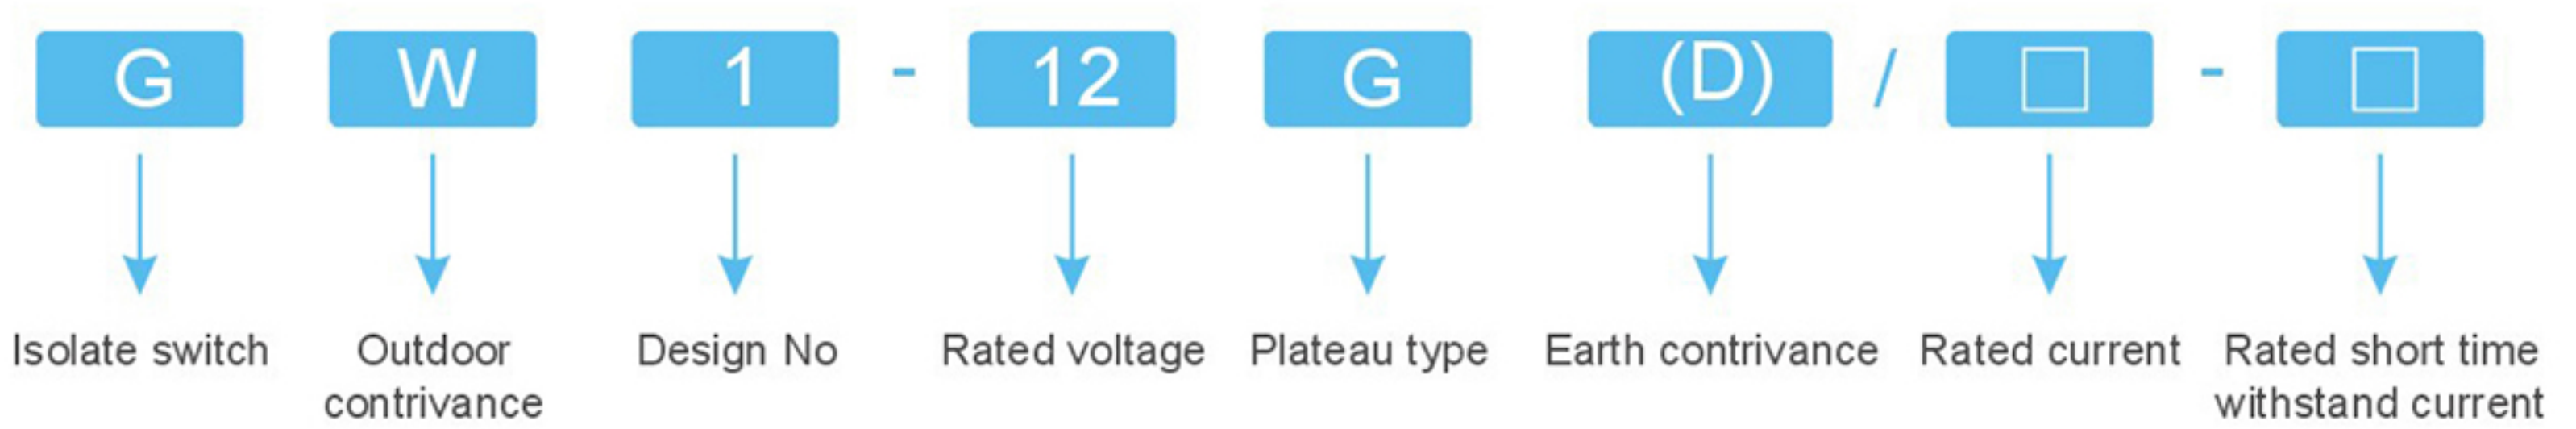 G W 1 - 12 G (D) / □ - □
Isolate switch Outdoor Design No Rated voltage Plateau type Earth contrivance Rated current Rated short time
contrivance withstand current